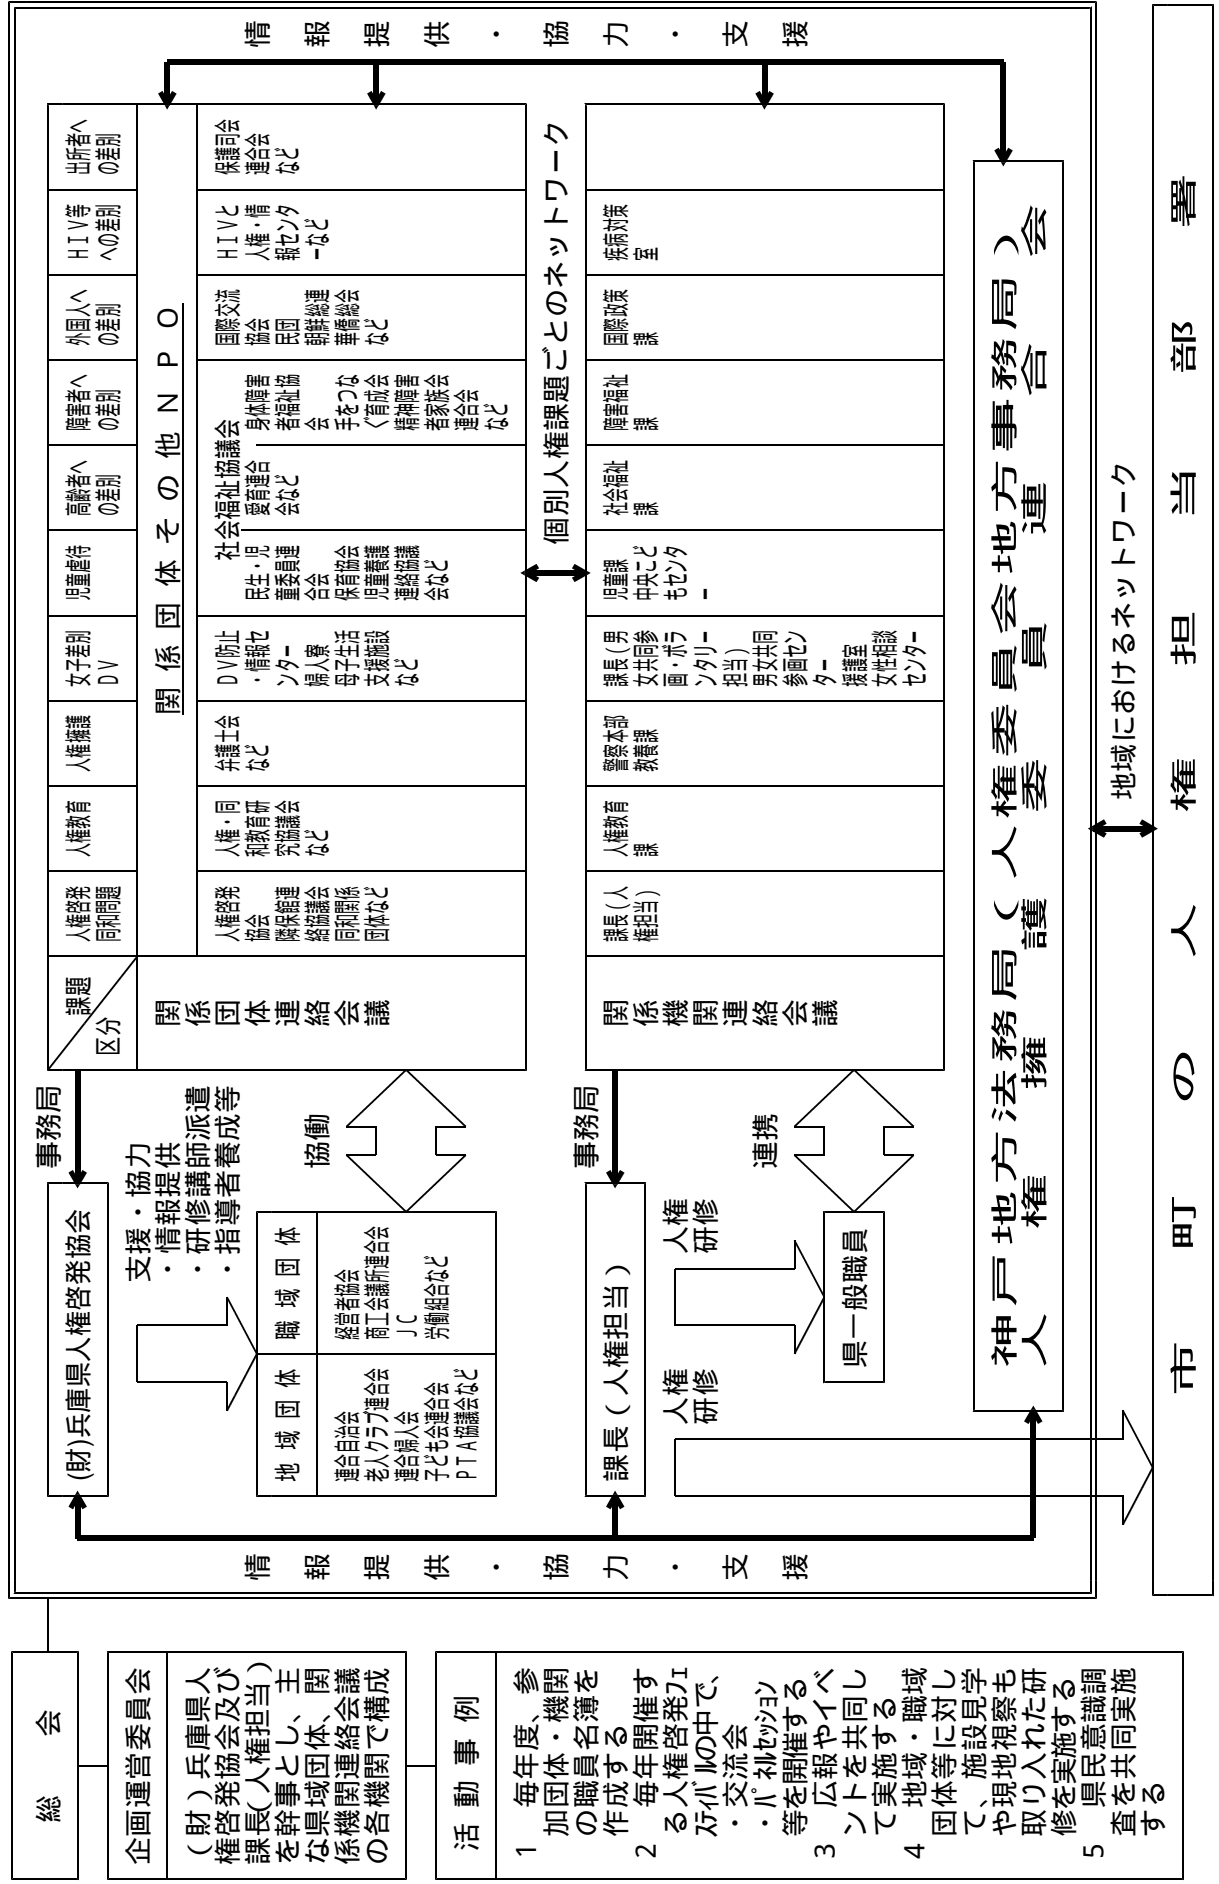 総　会
企画運営委員会
（財）兵庫県人
権啓発協会及び
課長(人権担当)
を幹事とし、主
な県域団体、関
係機関連絡会議
の各機関で構成
活動事例
1　毎年度、参
加団体・機関
の職員名簿を
作成する
2　毎年開催す
る人権啓発フェ
スティバルの中で、
・交流会
・パネルセッション
等を開催する
3　広報やイベ
ントを共同し
て実施する
4　地域・職域
団体等に対し
て、施設見学
や現地視察も
取り入れた研
修を実施する
5　県民意識調
査を共同実施
する
情報提供・協力・支援
(財)兵庫県人権啓発協会
事務局
支援・協力
・情報提供
・研修講師派遣
・指導者養成等
地域団体
連合自治会
老人クラブ連合会
連合婦人会
子ども会連合会
PTA協議会など
職域団体
経営者協会
商工会議所連合会
JC
労働組合など
協働
課長（人権担当）
事務局
人権
研修
人権
研修
県一般職員
連携
課題
区分
人権啓発
同和問題
人権教育
人権擁護
女子差別
DV
児童虐待
高齢者へ
の差別
障害者へ
の差別
外国人へ
の差別
HIV等
への差別
出所者へ
の差別
関係団体連絡会議
関係団体その他NPO
人権啓発
協会
隣保館連
絡協議会
同和関係
団体など
人権・同
和教育研
究協議会
など
弁護士会
など
DV防止
・情報セ
ンター
婦人寮
母子生活
支援施設
など
社会福祉協議会
民生・児
童委員連
合会
保育協会
児童養護
連絡協議
会など
愛育連合
会など
身体障害
者福祉協
会
手をつな
ぐ育成会
精神障害
者家族会
連合会
など
国際交流
協会
民団
朝鮮総連
華僑総会
など
HIVと
人権・情
報センタ
ーなど
保護司会
連合会
など
個別人権課題ごとのネットワーク
関係機関連絡会議
課長(人
権担当)
人権教育
課
警察本部
教養課
課長(男
女共同参
画・ボラ
ンタリー
担当)
男女共同
参画セン
ター
援護室
女性相談
センター
児童課
中央こど
もセンタ
ー
社会福祉
課
障害福祉
課
国際政策
課
疾病対策
室
神戸地方法務局（人権委員会地方事務局）
人権擁護委員連合会
情報提供・協力・支援
地域におけるネットワーク
市町の人権担当部署